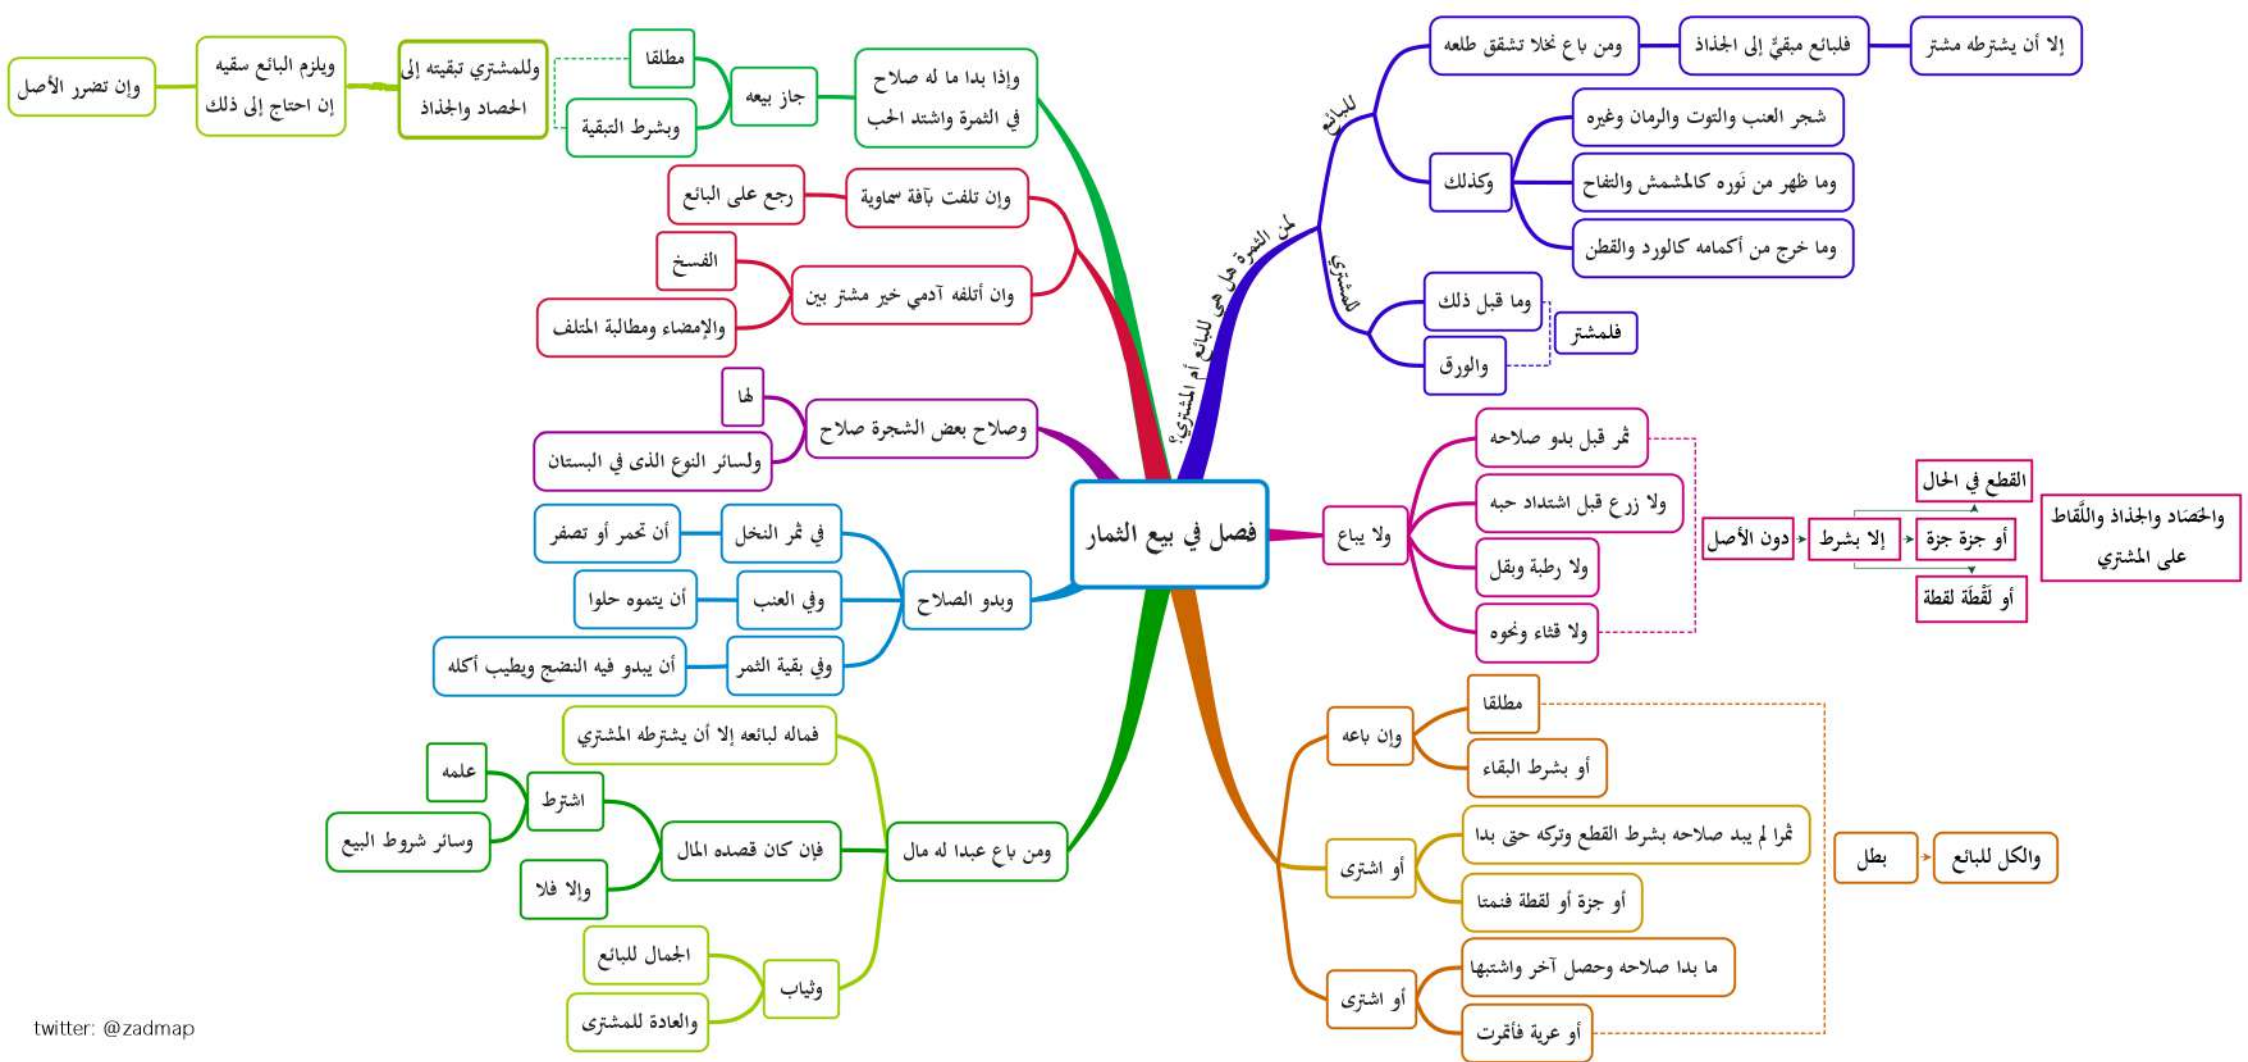 فصل في بيع الثمار
لمن الثمرة هل هي للبائع أم المشتري؟
للبائع
ومن باع نخلا تشقق طلعه
فلبائع مبقيًّ إلى الجذاذ
إلا أن يشترطه مشتر
وكذلك
شجر العنب والتوت والرمان وغيره
وما ظهر من نَوره كالمشمش والتفاح
وما خرج من أكمامه كالورد والقطن
للمشتري
وما قبل ذلك
والورق
فلمشتر
ولا يباع
ثمر قبل بدو صلاحه
ولا زرع قبل اشتداد حبه
ولا رطبة وبقل
ولا قثاء ونحوه
دون الأصل
إلا بشرط
القطع في الحال
أو جزة جزة
أو لَقْطَة لقطة
والحَصَاد والجذاذ واللَّقاط
على المشتري
وإن باعه
مطلقا
أو بشرط البقاء
أو اشترى
ثمرا لم يبد صلاحه بشرط القطع وتركه حتى بدا
أو جزة أو لقطة فنمتا
أو اشترى
ما بدا صلاحه وحصل آخر واشتبها
أو عرية فأتمرت
بطل
والكل للبائع
وإذا بدا ما له صلاح
في الثمرة واشتد الحب
جاز بيعه
مطلقا
وبشرط التبقية
وللمشتري تبقيته إلى
الحصاد والجذاذ
ويلزم البائع سقيه
إن احتاج إلى ذلك
وإن تضرر الأصل
وإن تلفت بآفة سماوية
رجع على البائع
وان أتلفه آدمي خير مشتر بين
الفسخ
والإمضاء ومطالبة المتلف
وصلاح بعض الشجرة صلاح
لها
ولسائر النوع الذى في البستان
وبدو الصلاح
في ثمر النخل
أن تحمر أو تصفر
وفي العنب
أن يتموه حلوا
وفي بقية الثمر
أن يبدو فيه النضج ويطيب أكله
ومن باع عبدا له مال
فماله لبائعه إلا أن يشترطه المشتري
فإن كان قصده المال
اشترط
علمه
وسائر شروط البيع
وإلا فلا
وثياب
الجمال للبائع
والعادة للمشترى
twitter: @zadmap